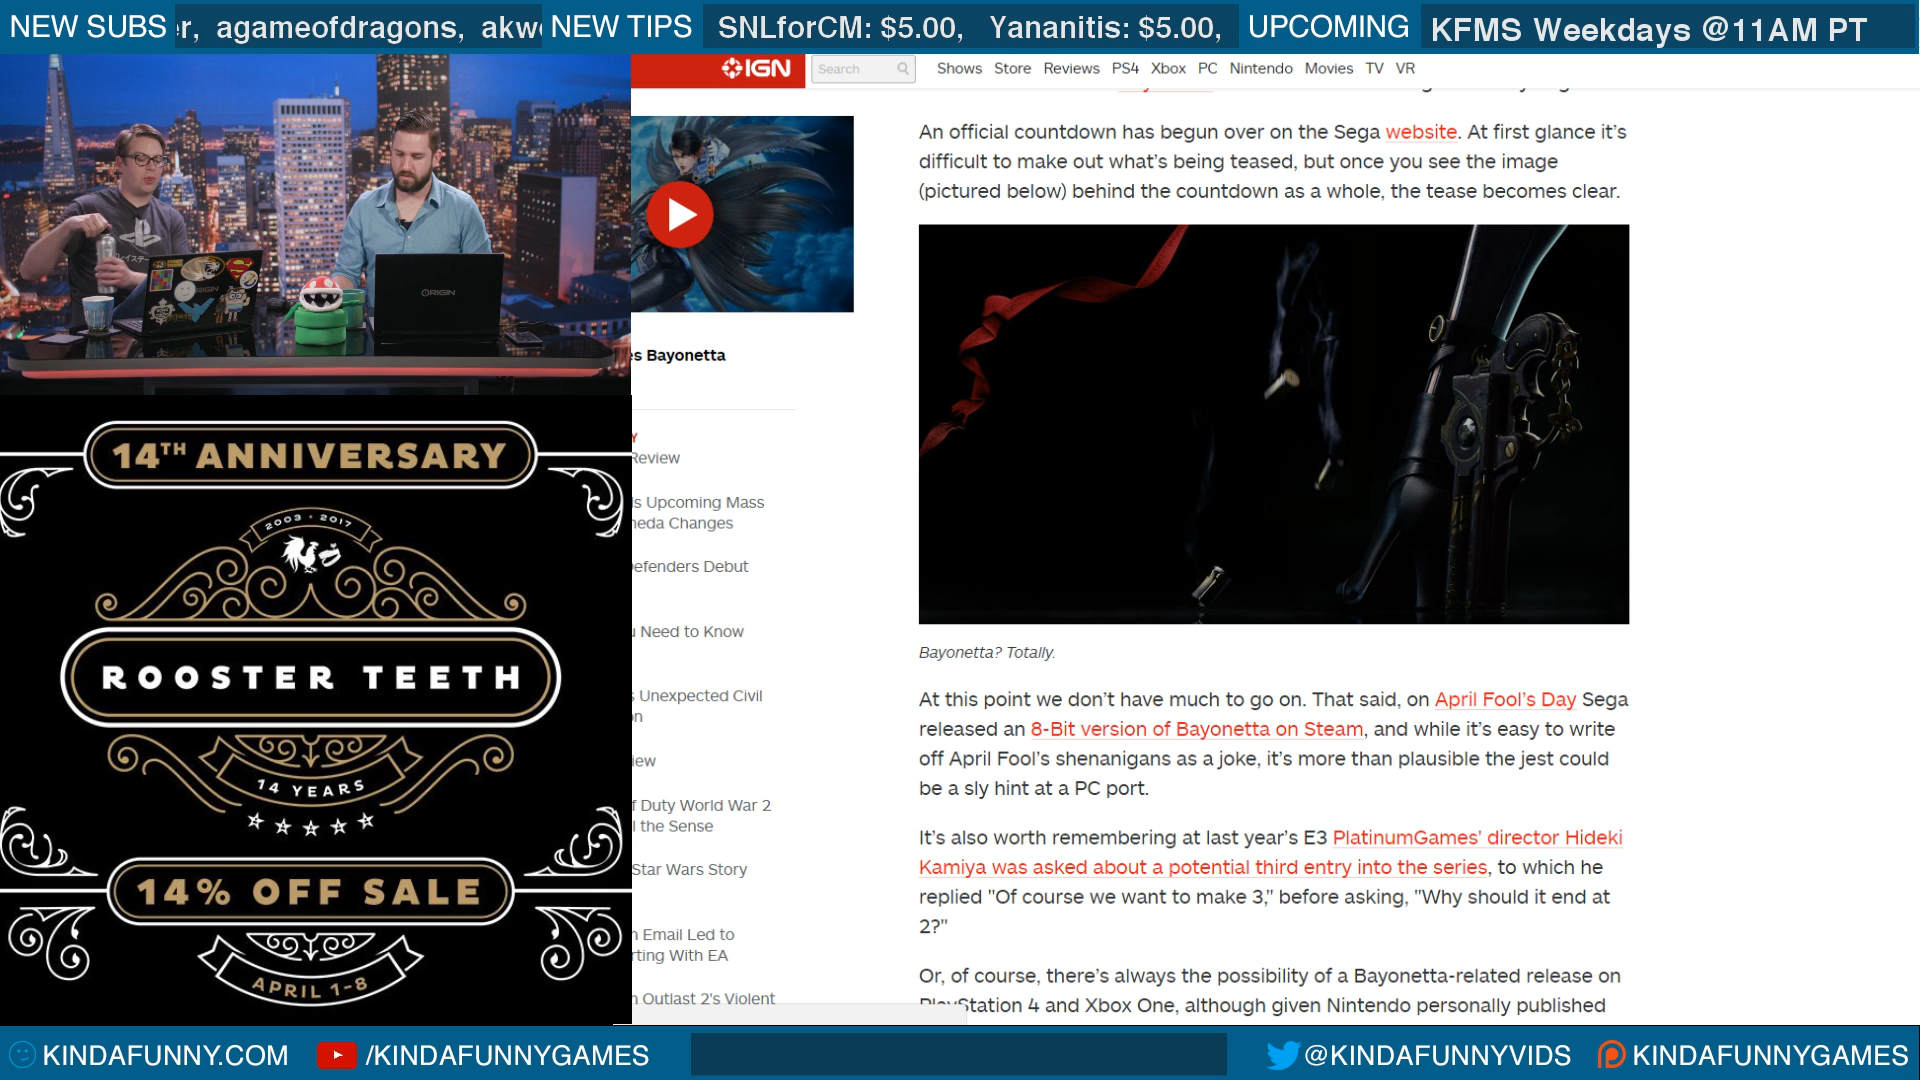 NEW SUBS
r, agameofdragons, akw
NEW TIPS
SNLforCM: $5.00, Yananitis: $5.00,
UPCOMING
KFMS Weekdays @11AM PT
IGN
Search
Shows Store Reviews PS4 Xbox PC Nintendo Movies TV VR
ORIGIN
ORIGIN
14TH ANNIVERSARY
2003 · 2017
ROOSTER TEETH
14 YEARS
14% OFF SALE
APRIL 1-8
s Bayonetta
Y
Review
ls Upcoming Mass
neda Changes
Defenders Debut
u Need to Know
s Unexpected Civil
on
iew
f Duty World War 2
l the Sense
Star Wars Story
n Email Led to
rting With EA
n Outlast 2's Violent
An official countdown has begun over on the Sega website. At first glance it's
difficult to make out what's being teased, but once you see the image
(pictured below) behind the countdown as a whole, the tease becomes clear.
Bayonetta? Totally.
At this point we don't have much to go on. That said, on April Fool's Day Sega
released an 8-Bit version of Bayonetta on Steam, and while it's easy to write
off April Fool's shenanigans as a joke, it's more than plausible the jest could
be a sly hint at a PC port.
It's also worth remembering at last year's E3 PlatinumGames' director Hideki
Kamiya was asked about a potential third entry into the series, to which he
replied "Of course we want to make 3," before asking, "Why should it end at
2?"
Or, of course, there's always the possibility of a Bayonetta-related release on
PlayStation 4 and Xbox One, although given Nintendo personally published
KINDAFUNNY.COM
/KINDAFUNNYGAMES
@KINDAFUNNYVIDS
KINDAFUNNYGAMES